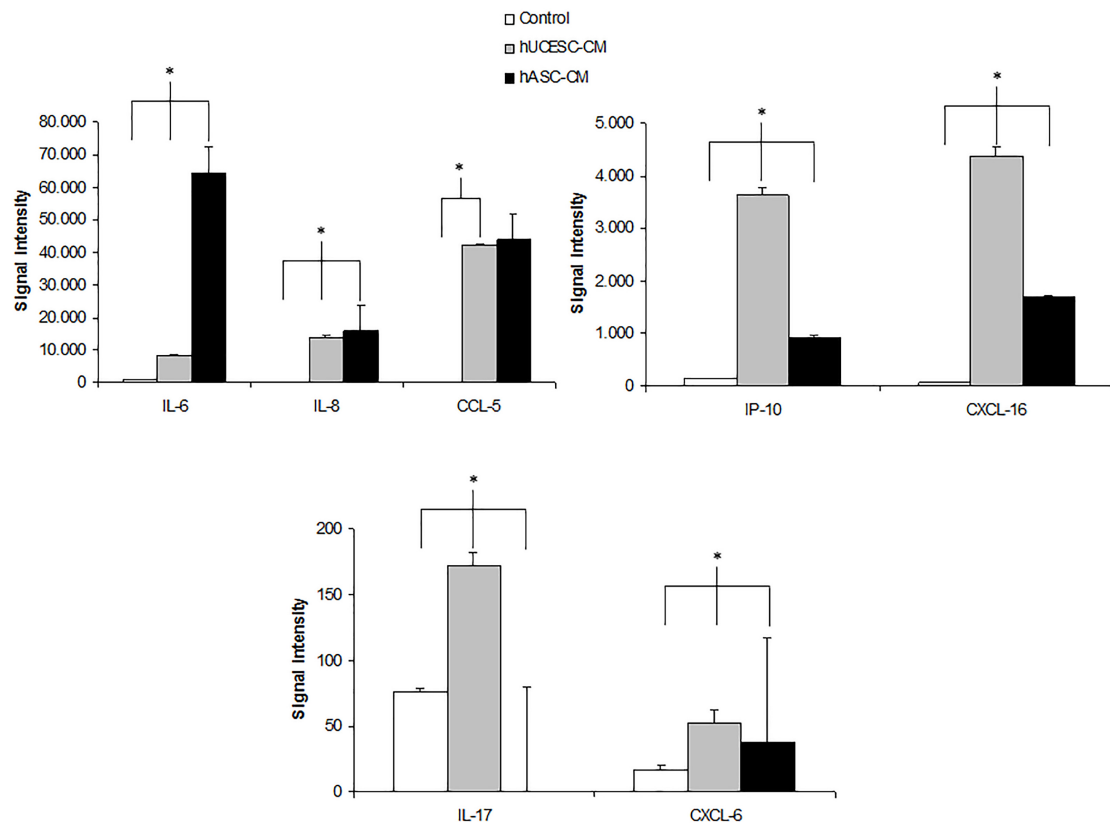 Control
hUCESC-CM
hASC-CM
Signal Intensity
80.000
70.000
60.000
50.000
40.000
30.000
20.000
10.000
0
*
*
*
IL-6
IL-8
CCL-5
Signal Intensity
5.000
4.000
3.000
2.000
1.000
0
*
*
IP-10
CXCL-16
Signal Intensity
200
150
100
50
0
*
*
IL-17
CXCL-6